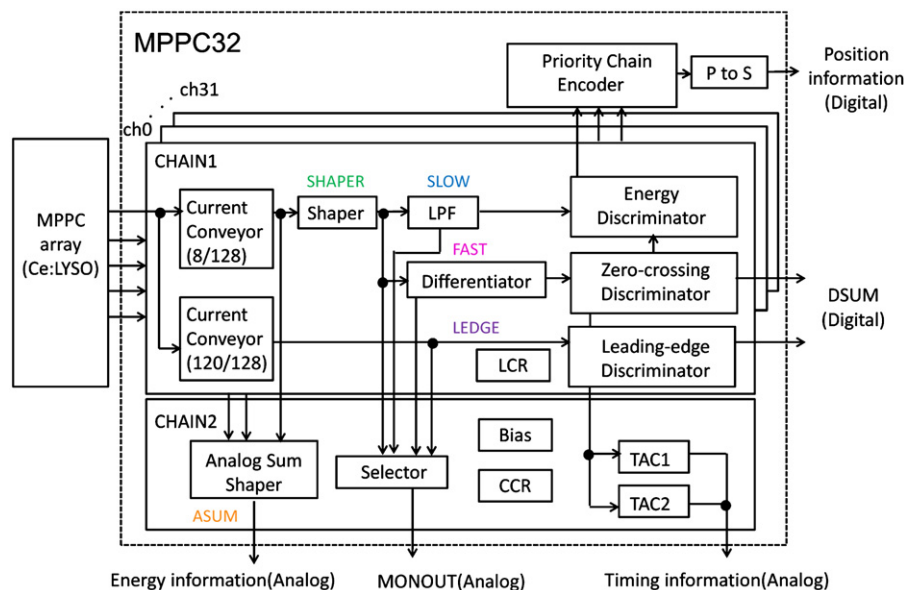 MPPC32
Priority Chain
Encoder
P to S
Position
information
(Digital)
ch31
ch0
CHAIN1
MPPC
array
(Ce:LYSO)
Current
Conveyor
(8/128)
SHAPER
Shaper
SLOW
LPF
Energy
Discriminator
FAST
Differentiator
Zero-crossing
Discriminator
DSUM
(Digital)
Current
Conveyor
(120/128)
LEDGE
LCR
Leading-edge
Discriminator
CHAIN2
Analog Sum
Shaper
Selector
Bias
CCR
TAC1
TAC2
ASUM
Energy information(Analog)
MONOUT(Analog)
Timing information(Analog)